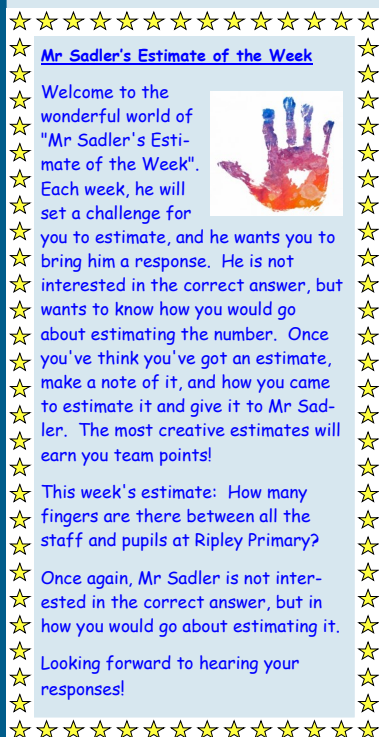 Mr Sadler's Estimate of the Week
Welcome to the
wonderful world of
"Mr Sadler's Esti-
mate of the Week".
Each week, he will
set a challenge for
you to estimate, and he wants you to
bring him a response. He is not
interested in the correct answer, but
wants to know how you would go
about estimating the number. Once
you've think you've got an estimate,
make a note of it, and how you came
to estimate it and give it to Mr Sad-
ler. The most creative estimates will
earn you team points!
This week's estimate: How many
fingers are there between all the
staff and pupils at Ripley Primary?
Once again, Mr Sadler is not inter-
ested in the correct answer, but in
how you would go about estimating it.
Looking forward to hearing your
responses!